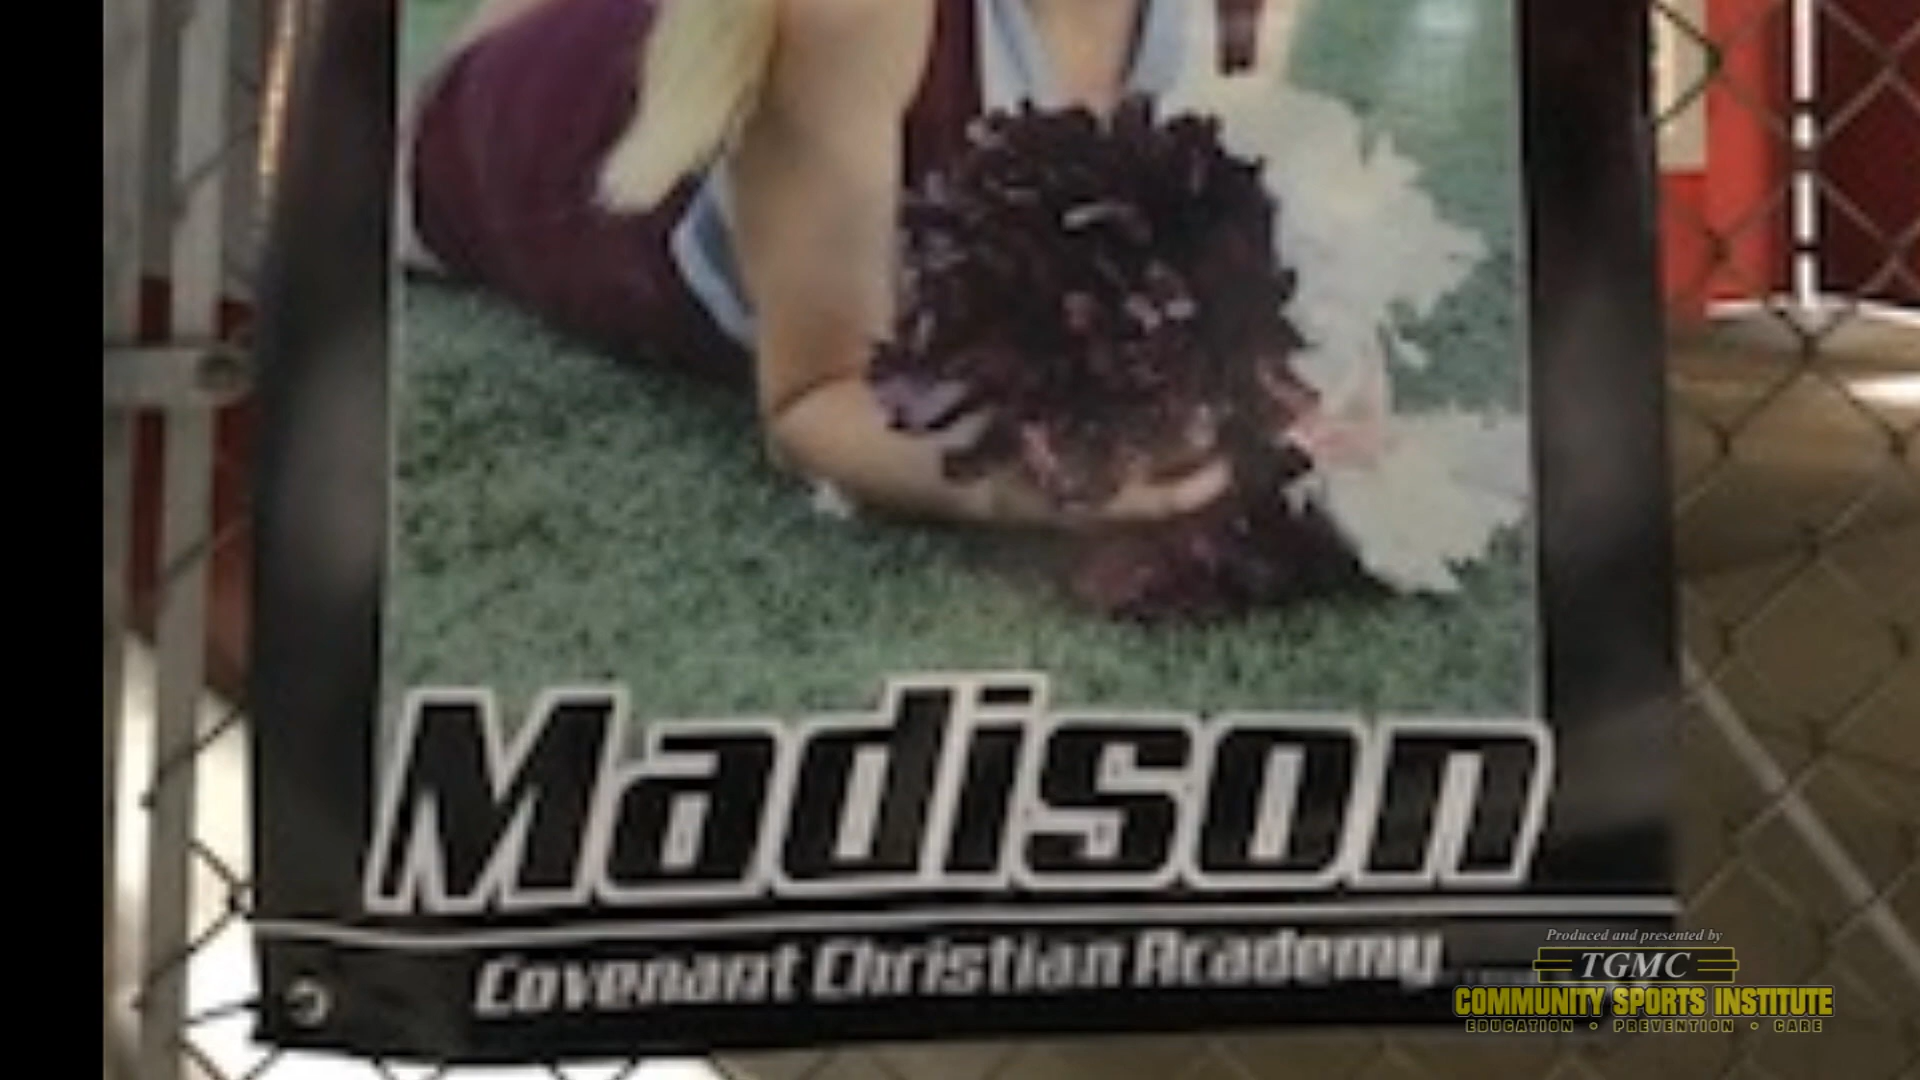 Madison
Covenant Christian Academy
Produced and presented by
TGMC
COMMUNITY SPORTS INSTITUTE
EDUCATION • PREVENTION • CARE